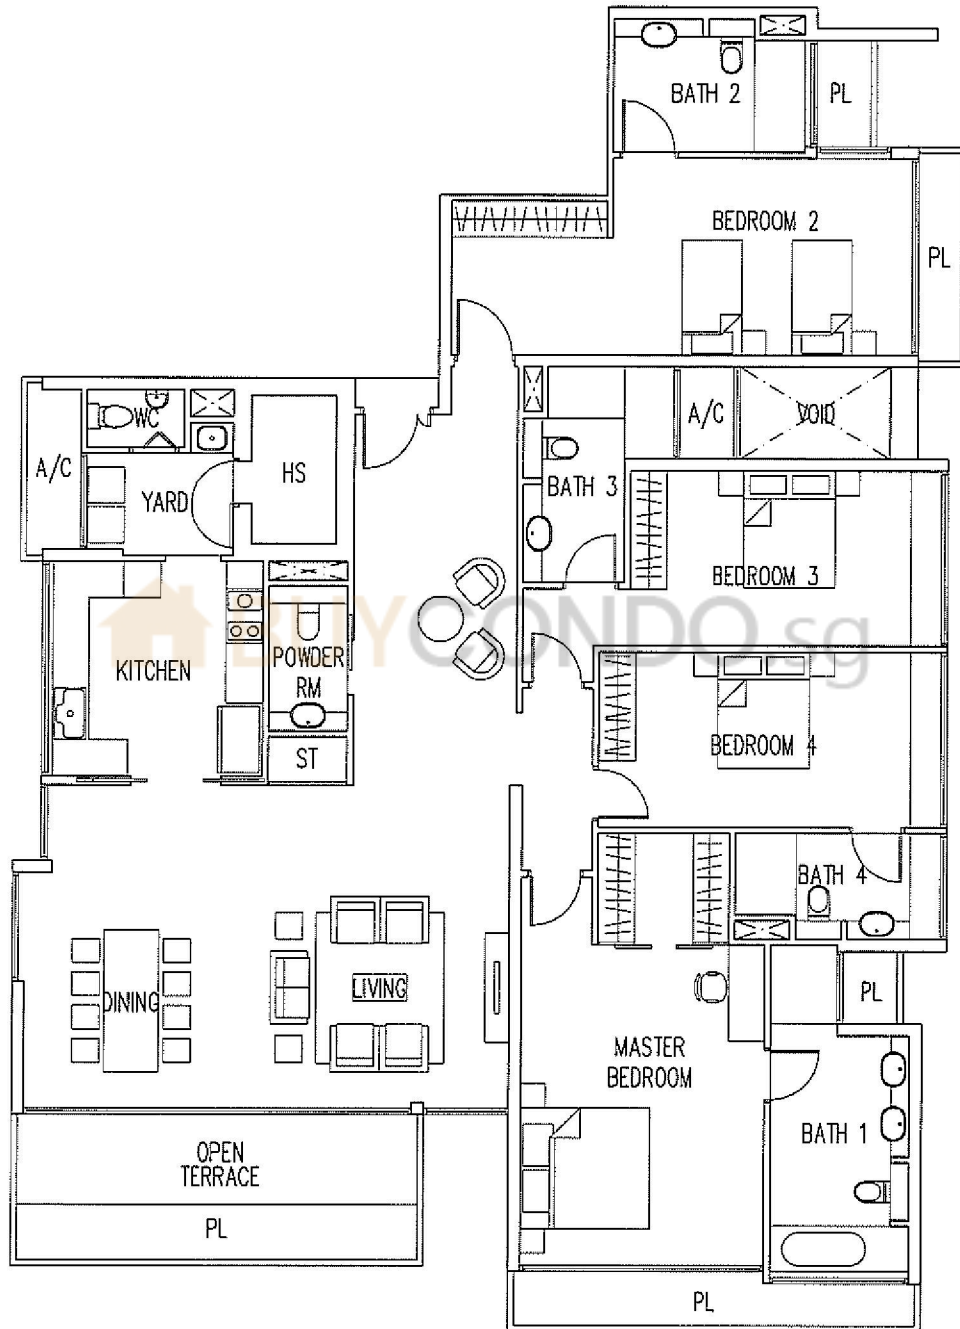 BATH 2
PL
BEDROOM 2
PL
A/C
VOID
WC
A/C
HS
YARD
BATH 3
BEDROOM 3
BUYCONDO.sg
KITCHEN
POWDER
RM
ST
BEDROOM 4
BATH 4
DINING
LIVING
PL
MASTER
BEDROOM
BATH 1
OPEN
TERRACE
PL
PL